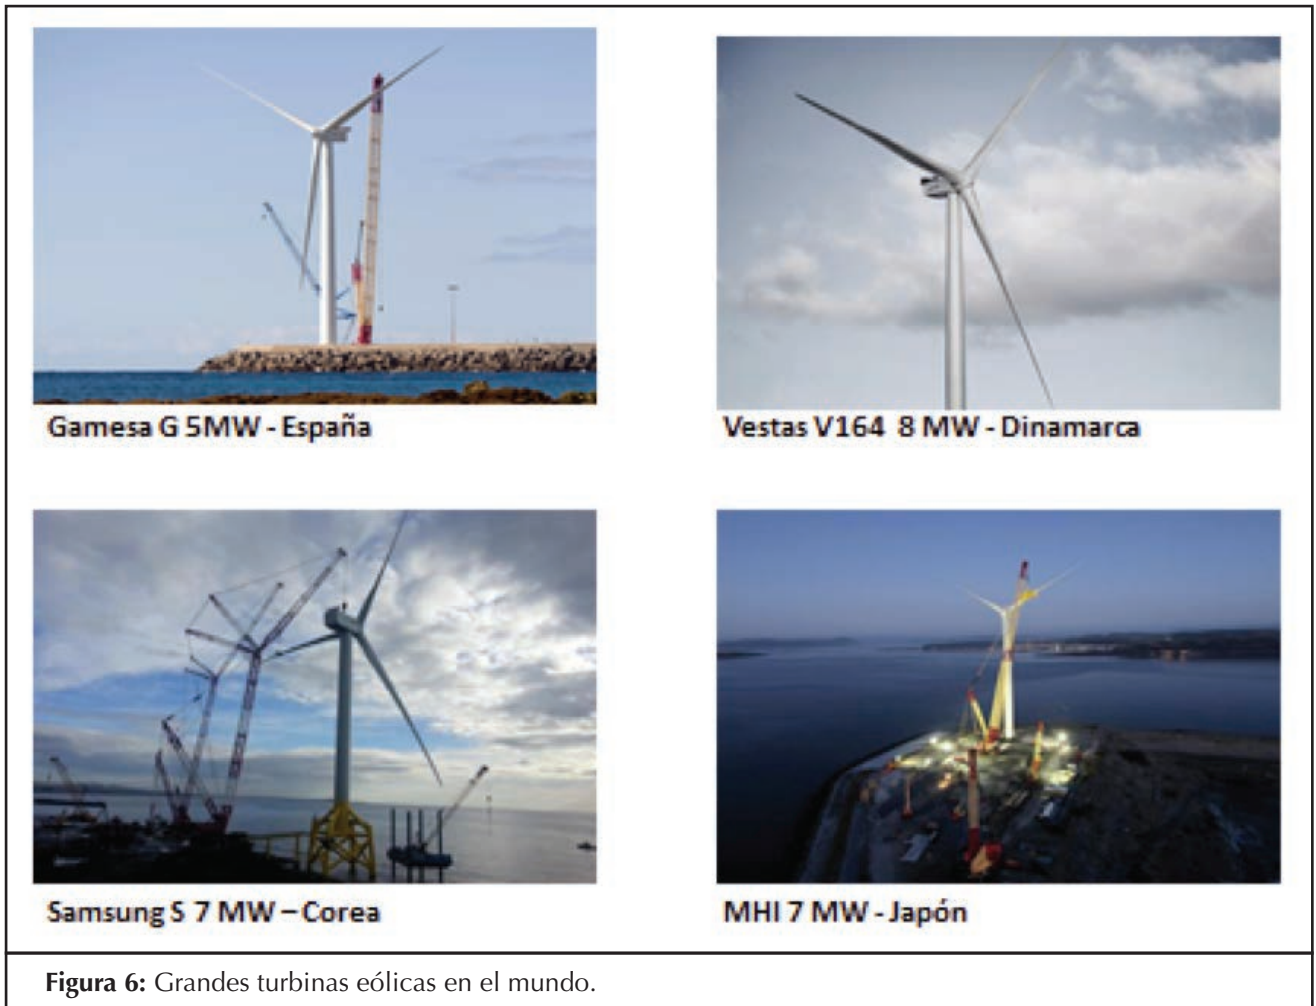 Gamesa G 5MW - España
Vestas V164 8 MW - Dinamarca
Samsung S 7 MW – Corea
MHI 7 MW - Japón
Figura 6: Grandes turbinas eólicas en el mundo.